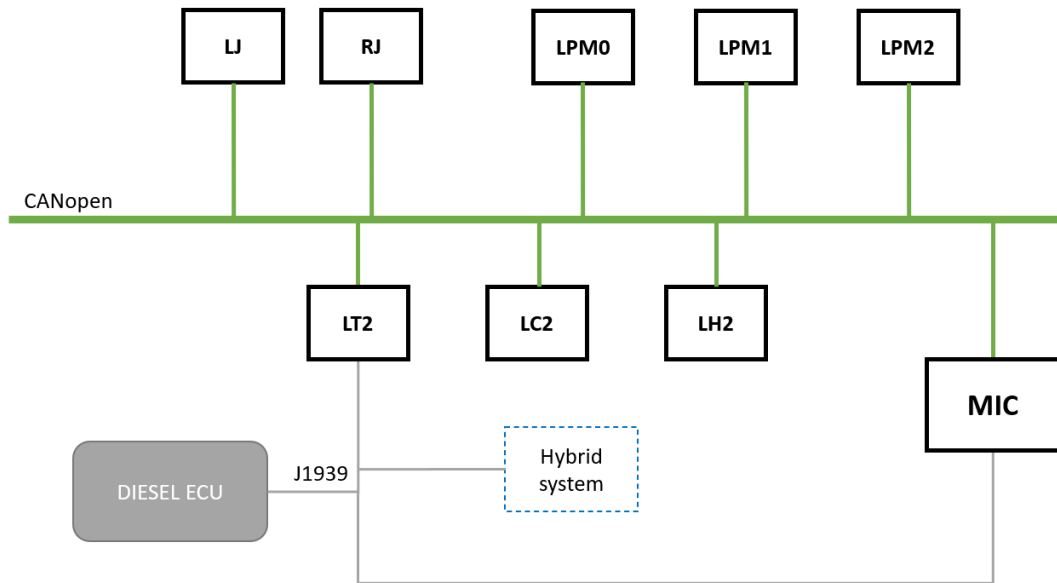 LJ
RJ
LPM0
LPM1
LPM2
CANopen
LT2
LC2
LH2
MIC
Hybrid
system
J1939
DIESEL ECU